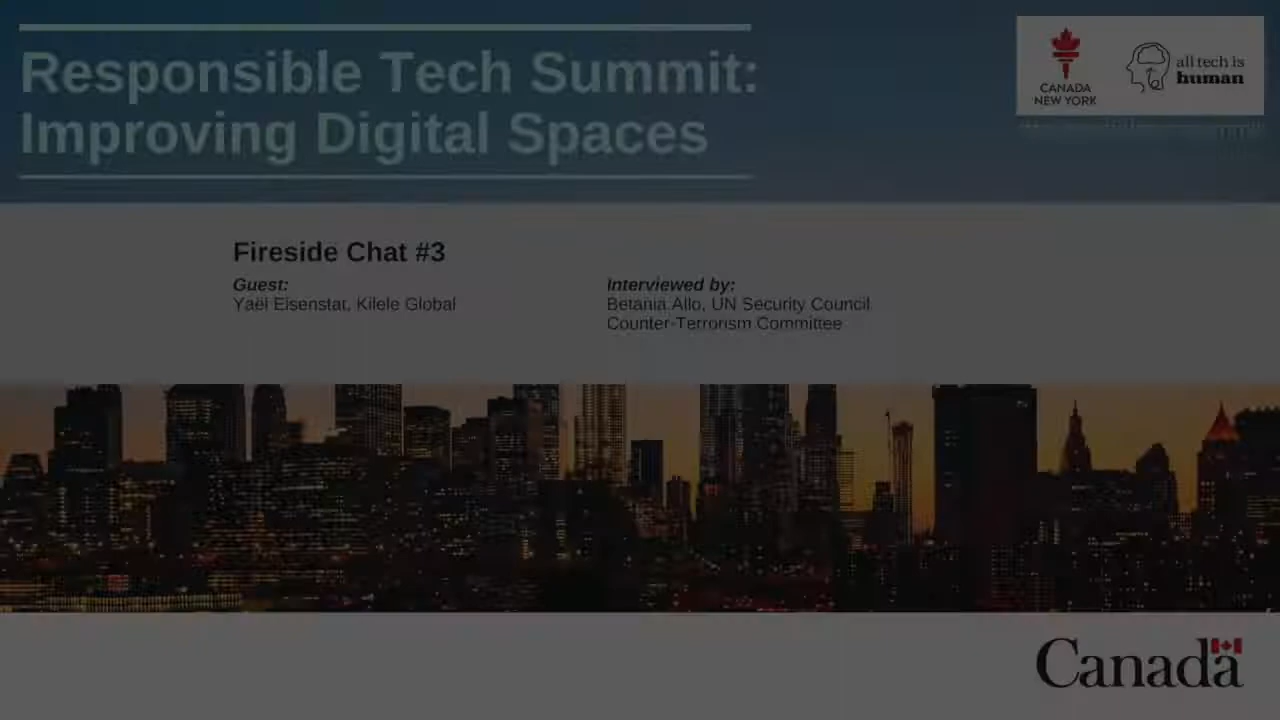 Responsible Tech Summit:
Improving Digital Spaces
CANADA
NEW YORK
all tech is
human
Fireside Chat #3
Guest:
Yaël Eisenstat, Kilele Global
Interviewed by:
Betania Allo, UN Security Council
Counter-Terrorism Committee
Canada